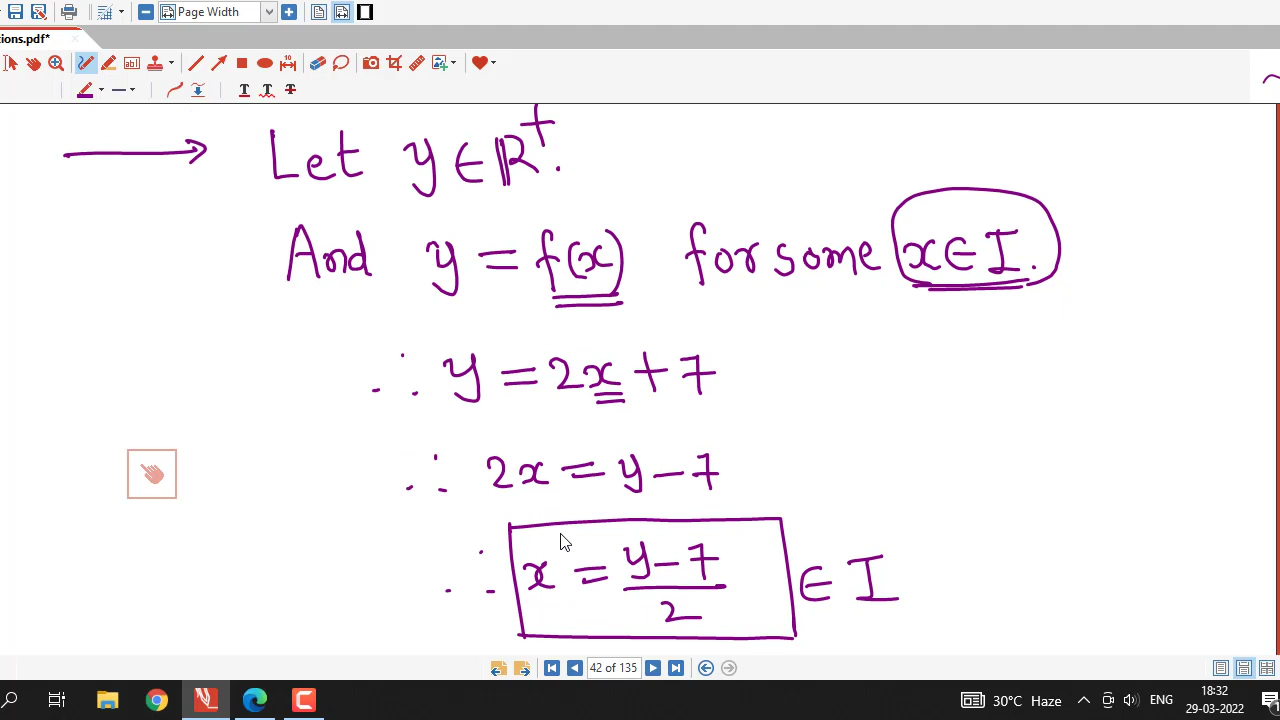 Page Width
ions.pdf*
10
T T T
Let y ∈ ℝ⁺.
And y = f(x) for some x ∈ I.
∴ y = 2x + 7
∴ 2x = y – 7
∴ x = y – 7 / 2 ∈ I
42 of 135
30°C Haze ENG 18:32
29-03-2022